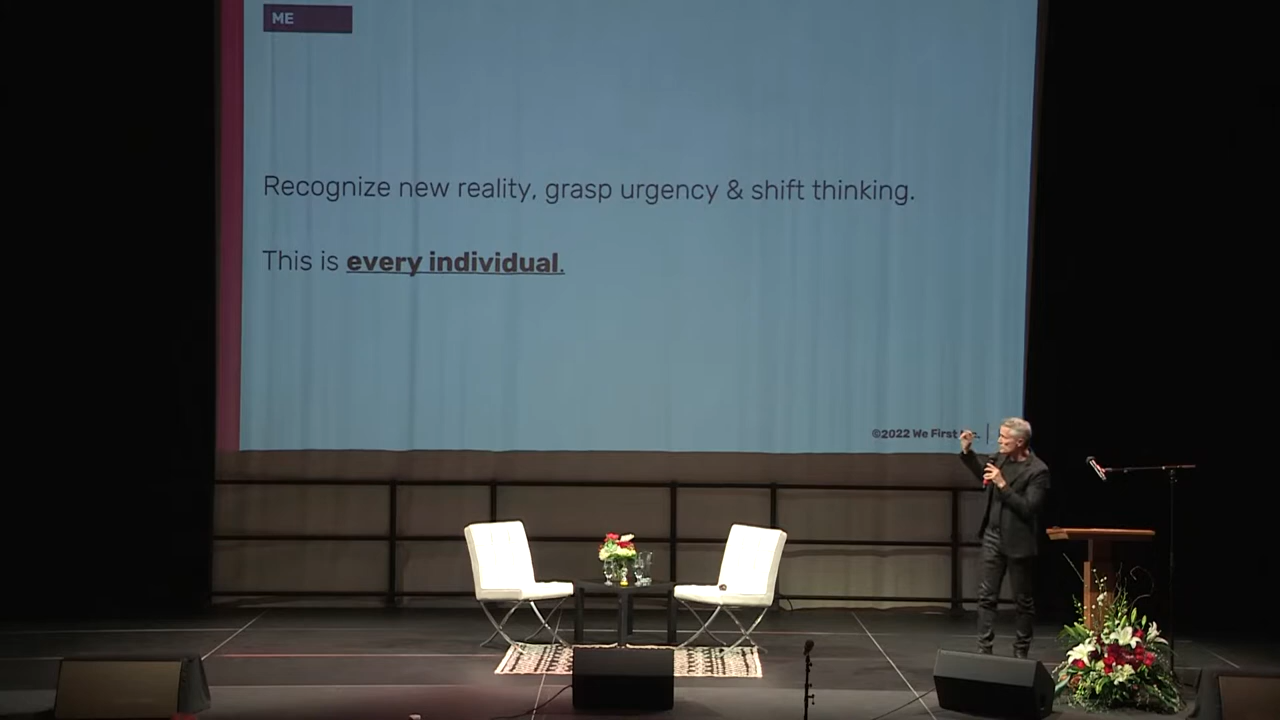 ME
Recognize new reality, grasp urgency & shift thinking.
This is every individual.
©2022 We First